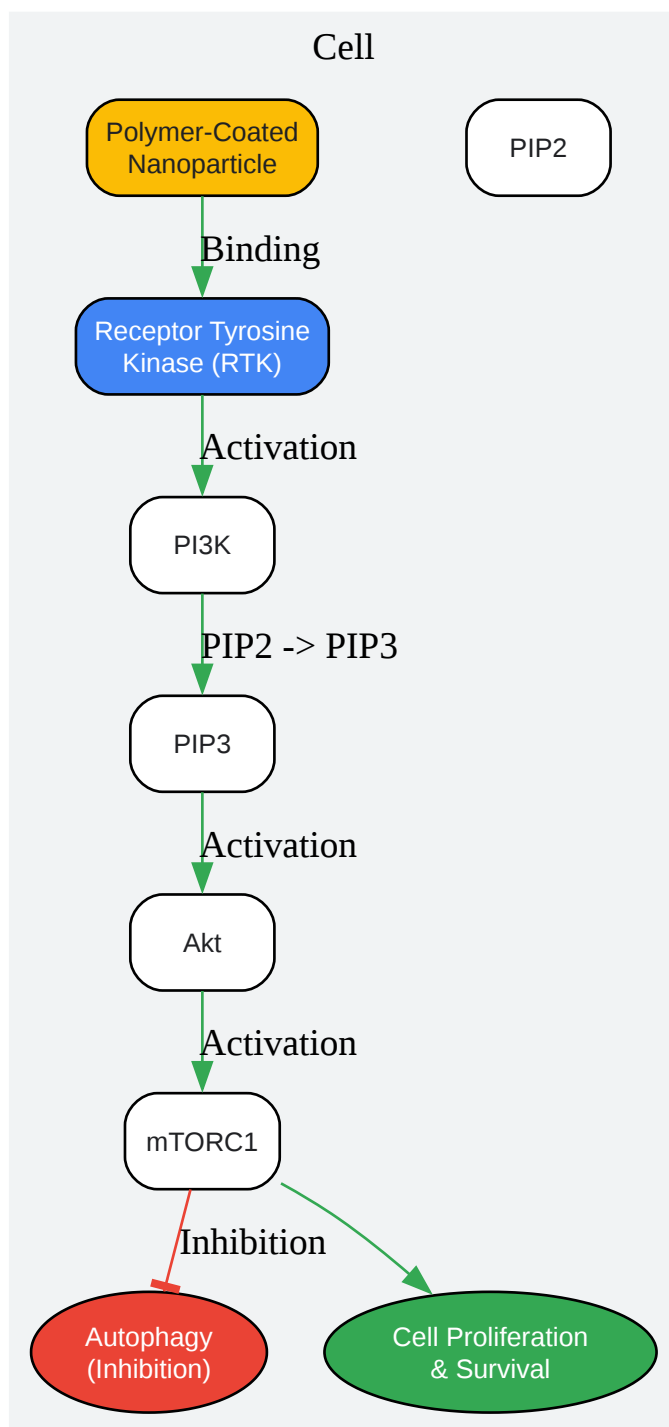 Cell
Polymer-Coated
Nanoparticle
PIP2
Binding
Receptor Tyrosine
Kinase (RTK)
Activation
PI3K
PIP2 -> PIP3
PIP3
Activation
Akt
Activation
mTORC1
Inhibition
Autophagy
(Inhibition)
Cell Proliferation
& Survival